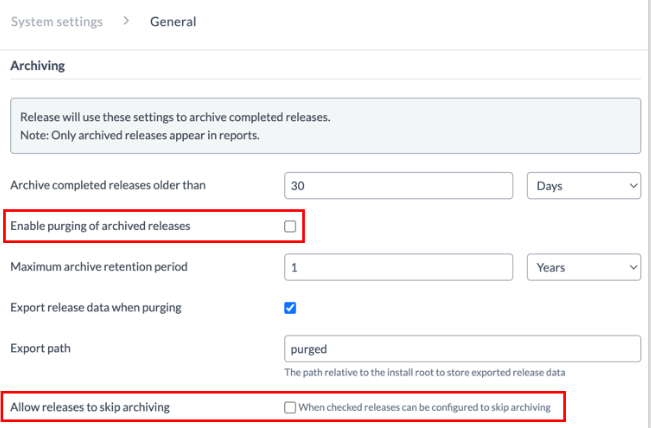 System settings > General
Archiving
Release will use these settings to archive completed releases.
Note: Only archived releases appear in reports.
Archive completed releases older than 30 Days
Enable purging of archived releases
Maximum archive retention period 1 Years
Export release data when purging
Export path purged
The path relative to the install root to store exported release data
Allow releases to skip archiving When checked releases can be configured to skip archiving